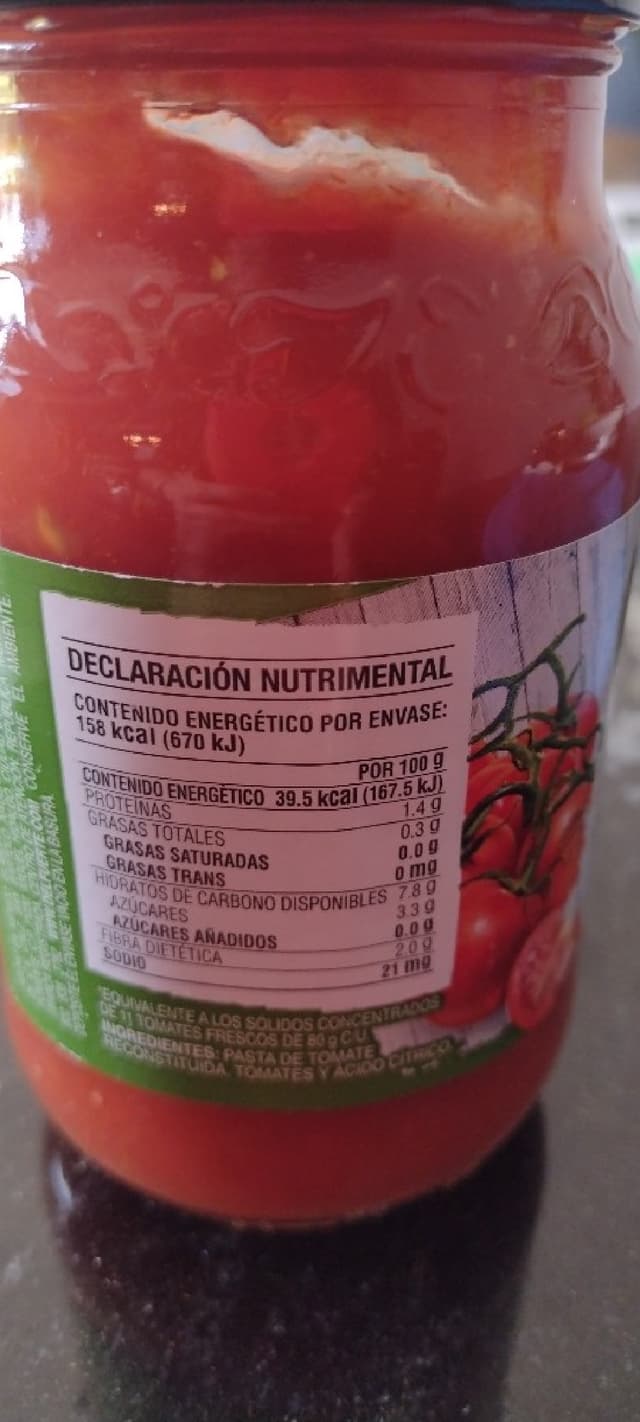 DECLARACIÓN NUTRIMENTAL
CONTENIDO ENERGÉTICO POR ENVASE:
158 kcal (670 kJ)
POR 100 g
CONTENIDO ENERGÉTICO 39.5 kcal (167.5 kJ)
PROTEÍNAS 1.4 g
GRASAS TOTALES 0.3 g
GRASAS SATURADAS 0.0 g
GRASAS TRANS 0 mg
HIDRATOS DE CARBONO DISPONIBLES 7.8 g
AZÚCARES 3.3 g
AZÚCARES AÑADIDOS 0.0 g
FIBRA DIETÉTICA 2.0 g
SODIO 21 mg
*EQUIVALENTE A LOS SÓLIDOS CONCENTRADOS
DE 11 TOMATES FRESCOS DE 80 g C/U.
INGREDIENTES: PASTA DE TOMATE
RECONSTITUIDA, TOMATES Y ÁCIDO CÍTRICO.
CONSERVE EL AMBIENTE.